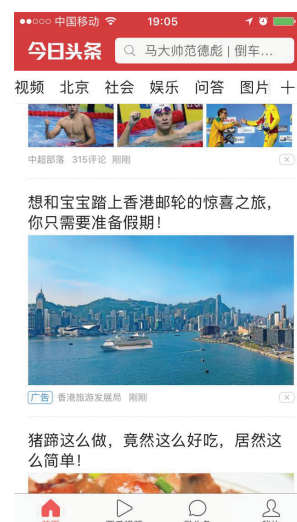 中国移动 19:05
今日头条 马大帅范德彪 | 倒车...
视频 北京 社会 娱乐 问答 图片 +
中超部落 315评论 刚刚
想和宝宝踏上香港邮轮的惊喜之旅，
你只需要准备假期！
广告 香港旅游发展局 刚刚
猪蹄这么做，竟然这么好吃，居然这
么简单！